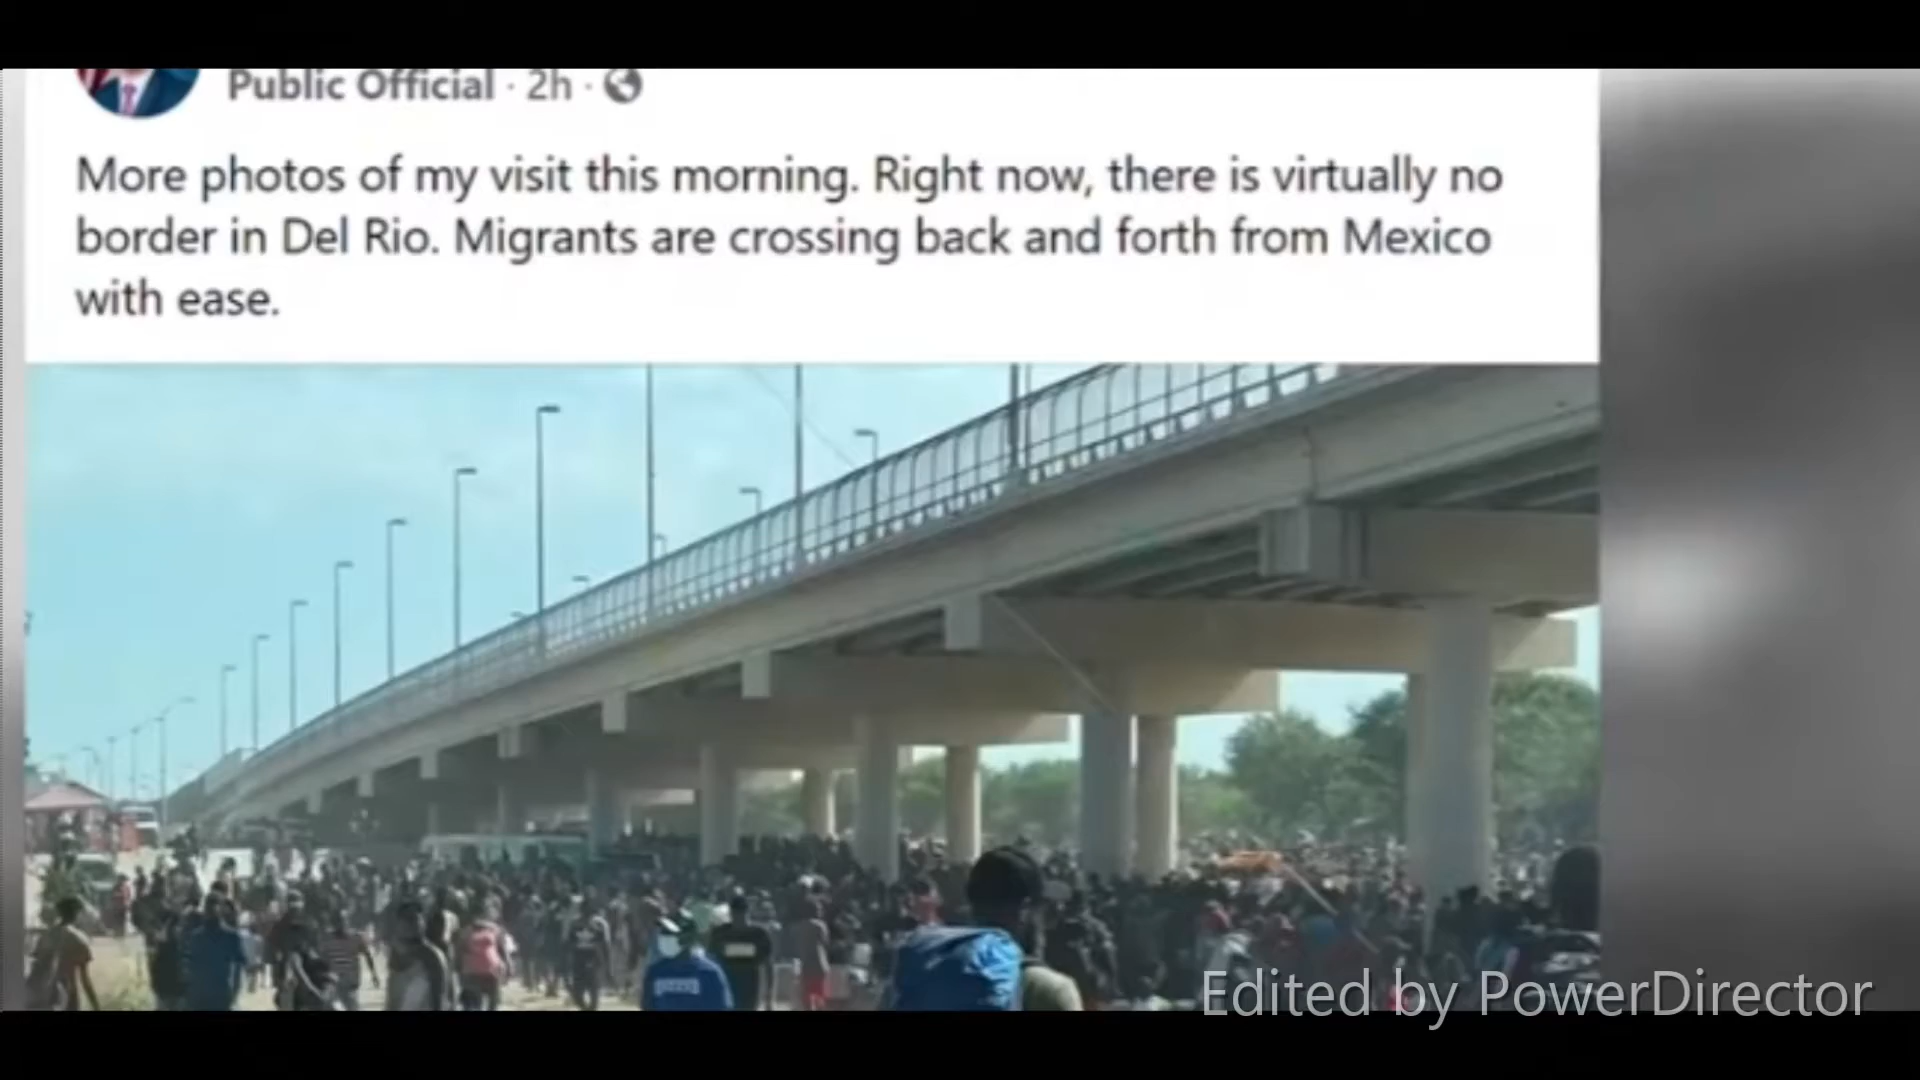 Public Official · 2h ·
More photos of my visit this morning. Right now, there is virtually no
border in Del Rio. Migrants are crossing back and forth from Mexico
with ease.
Edited by PowerDirector